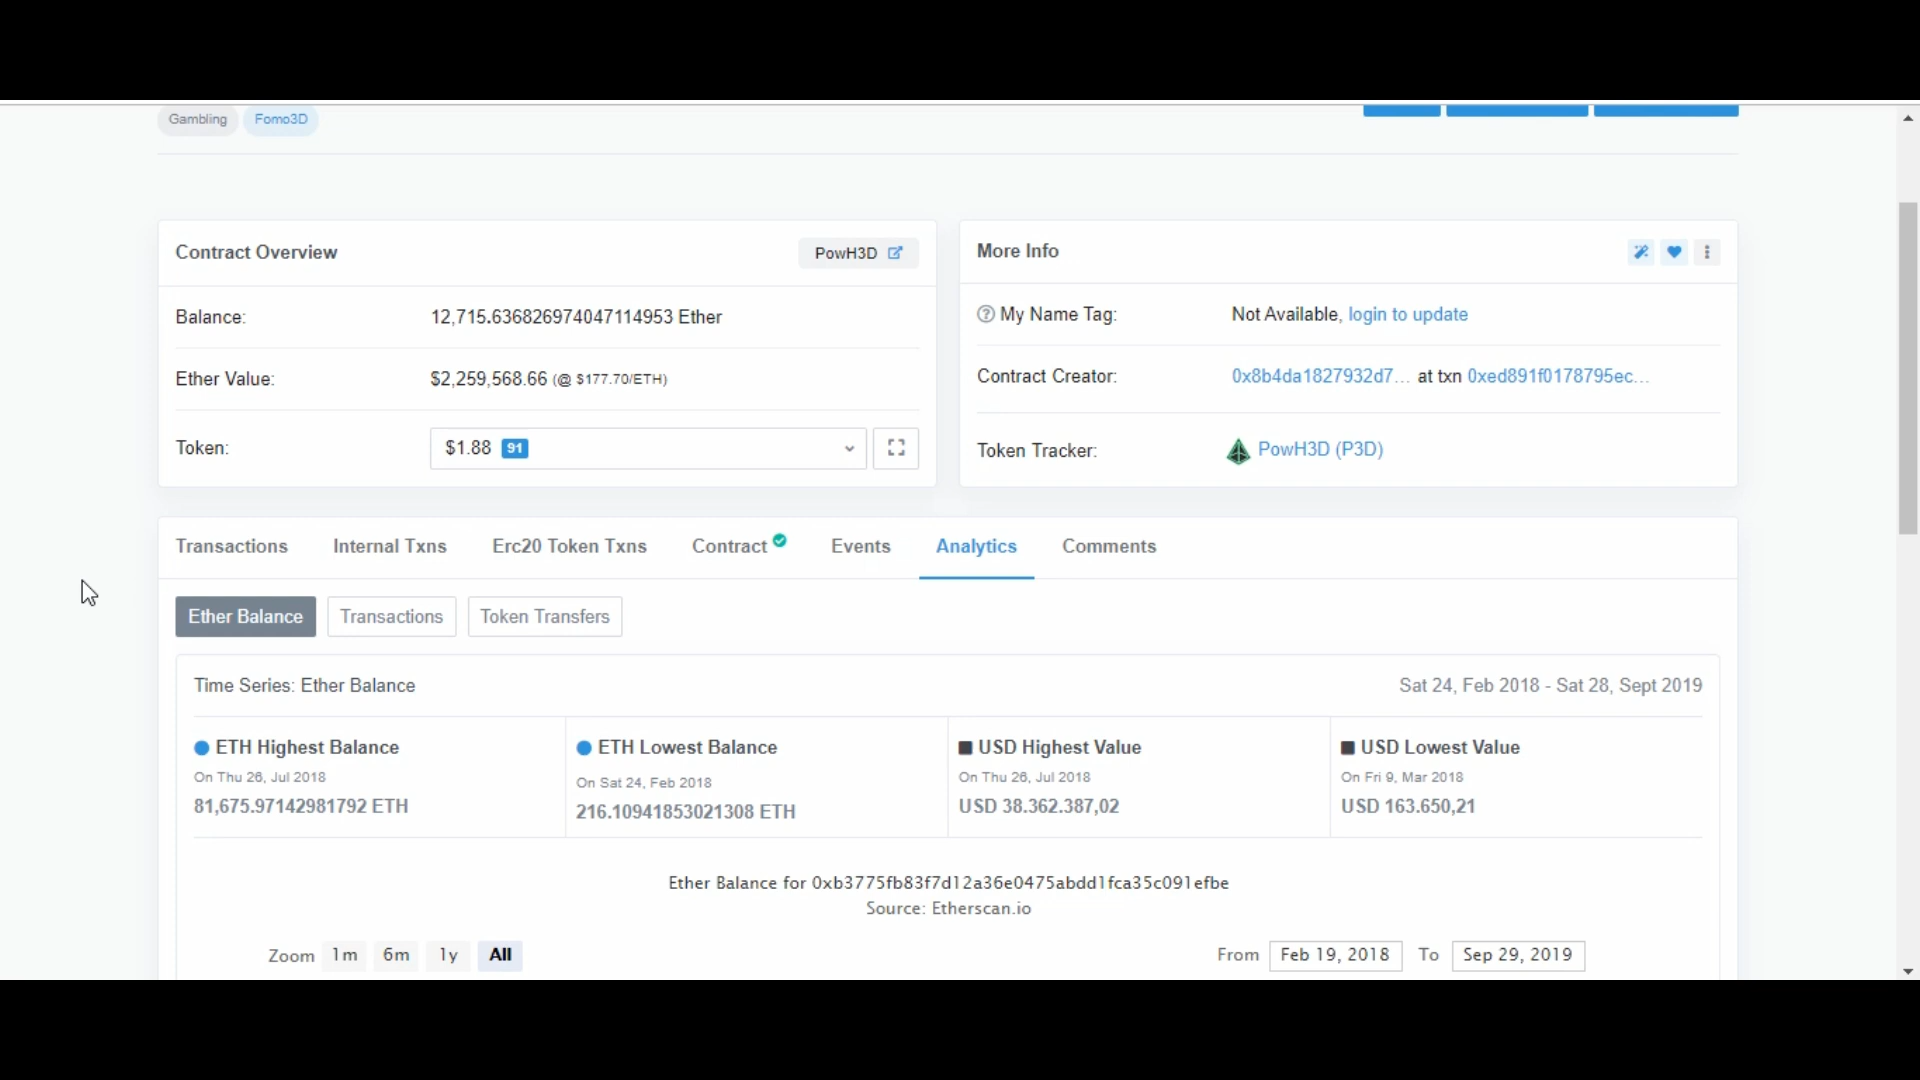 Gambling Fomo3D
Contract Overview
PowH3D
Balance: 12,715.636826974047114953 Ether
Ether Value: $2,259,568.66 (@ $177.70/ETH)
Token: $1.88 91
More Info
My Name Tag: Not Available, login to update
Contract Creator: 0x8b4da1827932d7... at txn 0xed891f0178795ec...
Token Tracker: PowH3D (P3D)
Transactions Internal Txns Erc20 Token Txns Contract Events Analytics Comments
Ether Balance Transactions Token Transfers
Time Series: Ether Balance
Sat 24, Feb 2018 - Sat 28, Sept 2019
ETH Highest Balance
On Thu 26, Jul 2018
81,675.97142981792 ETH
ETH Lowest Balance
On Sat 24, Feb 2018
216.10941853021308 ETH
USD Highest Value
On Thu 26, Jul 2018
USD 38.362.387,02
USD Lowest Value
On Fri 9, Mar 2018
USD 163.650,21
Ether Balance for 0xb3775fb83f7d12a36e0475abdd1fca35c091efbe
Source: Etherscan.io
Zoom 1m 6m 1y All
From Feb 19, 2018 To Sep 29, 2019